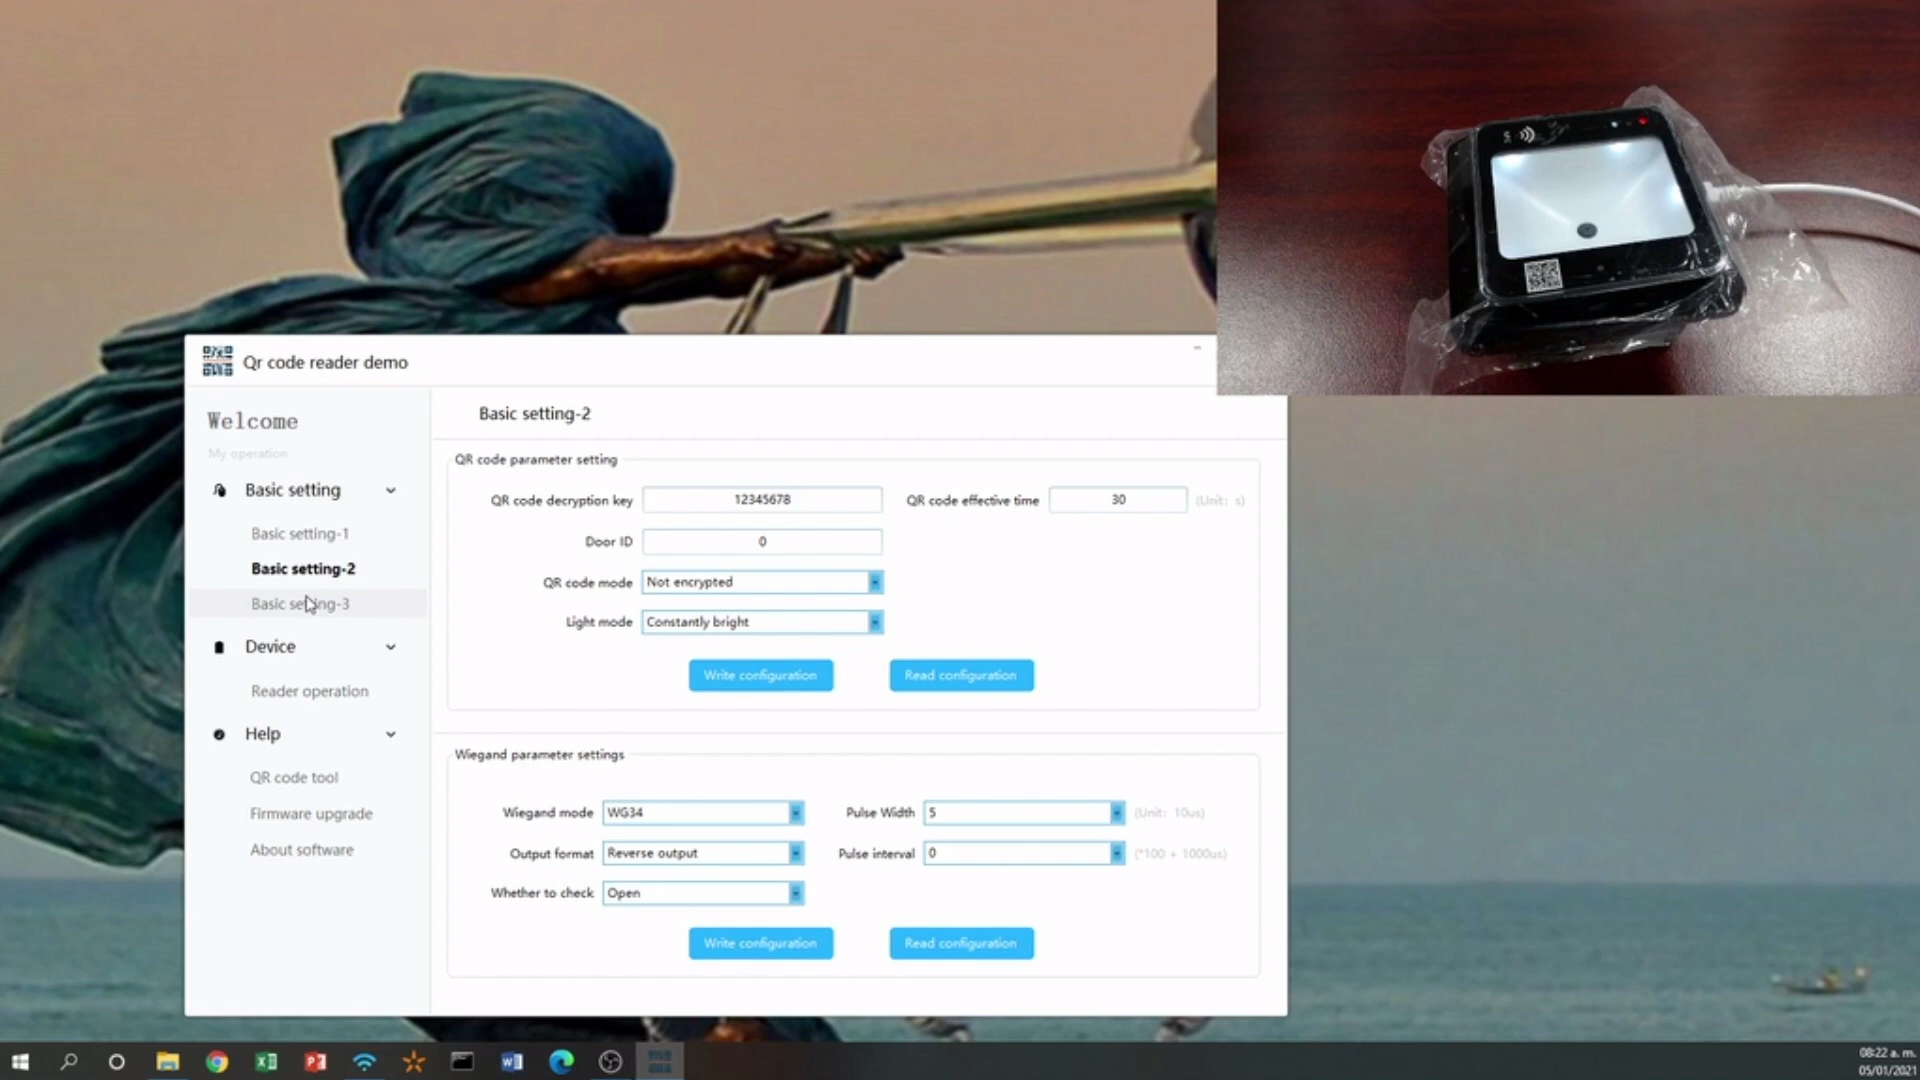 Qr code reader demo
Welcome
My operation
Basic setting
Basic setting-1
Basic setting-2
Basic setting-3
Device
Reader operation
Help
QR code tool
Firmware upgrade
About software
Basic setting-2
QR code parameter setting
QR code decryption key 12345678 QR code effective time 30 (Unit: s)
Door ID 0
QR code mode Not encrypted
Light mode Constantly bright
Write configuration Read configuration
Wiegand parameter settings
Wiegand mode WG34 Pulse Width 5 (Unit: 10us)
Output format Reverse output Pulse interval 0 (*100 + 1000us)
Whether to check Open
Write configuration Read configuration
08:22 a. m.
05/01/2021